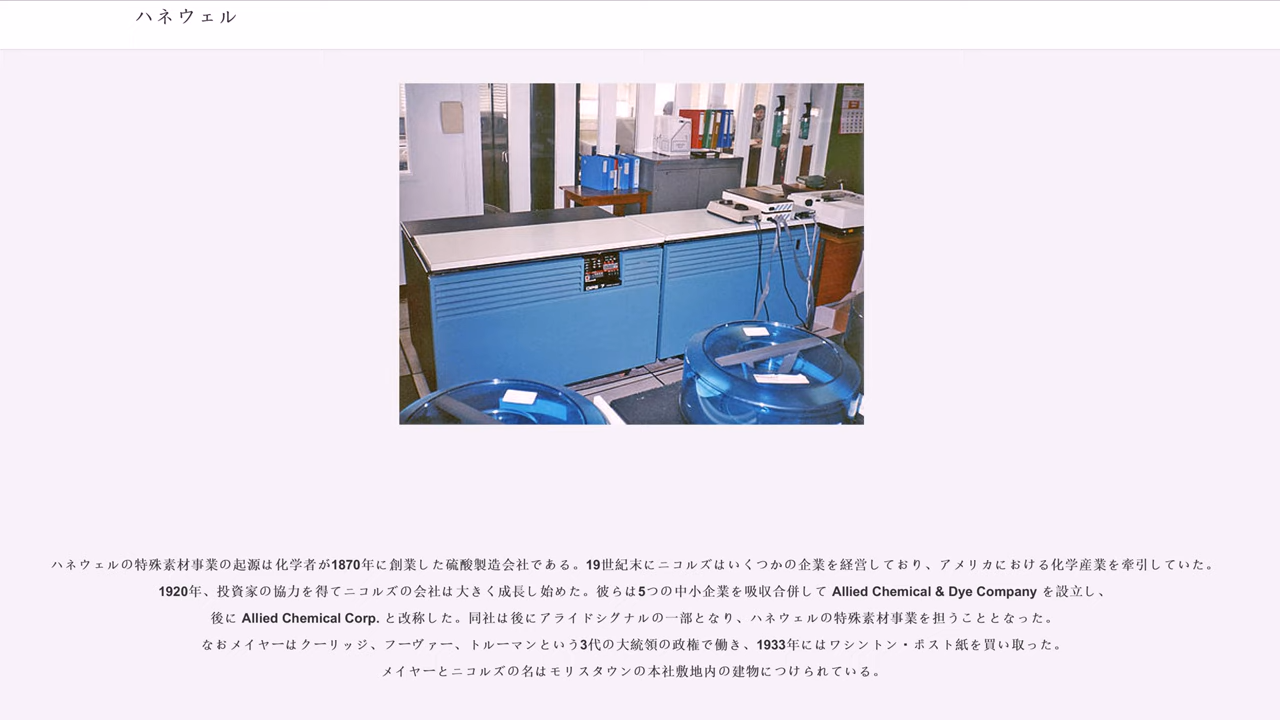 ハネウェル
ハネウェルの特殊素材事業の起源は化学者が1870年に創業した硫酸製造会社である。19世紀末にニコルズはいくつかの企業を経営しており、アメリカにおける化学産業を牽引していた。
1920年、投資家の協力を得てニコルズの会社は大きく成長し始めた。彼らは5つの中小企業を吸収合併して Allied Chemical & Dye Company を設立し、
後に Allied Chemical Corp. と改称した。同社は後にアライドシグナルの一部となり、ハネウェルの特殊素材事業を担うこととなった。
なおメイヤーはクーリッジ、フーヴァー、トルーマンという3代の大統領の政権で働き、1933年にはワシントン・ポスト紙を買い取った。
メイヤーとニコルズの名はモリスタウンの本社敷地内の建物につけられている。